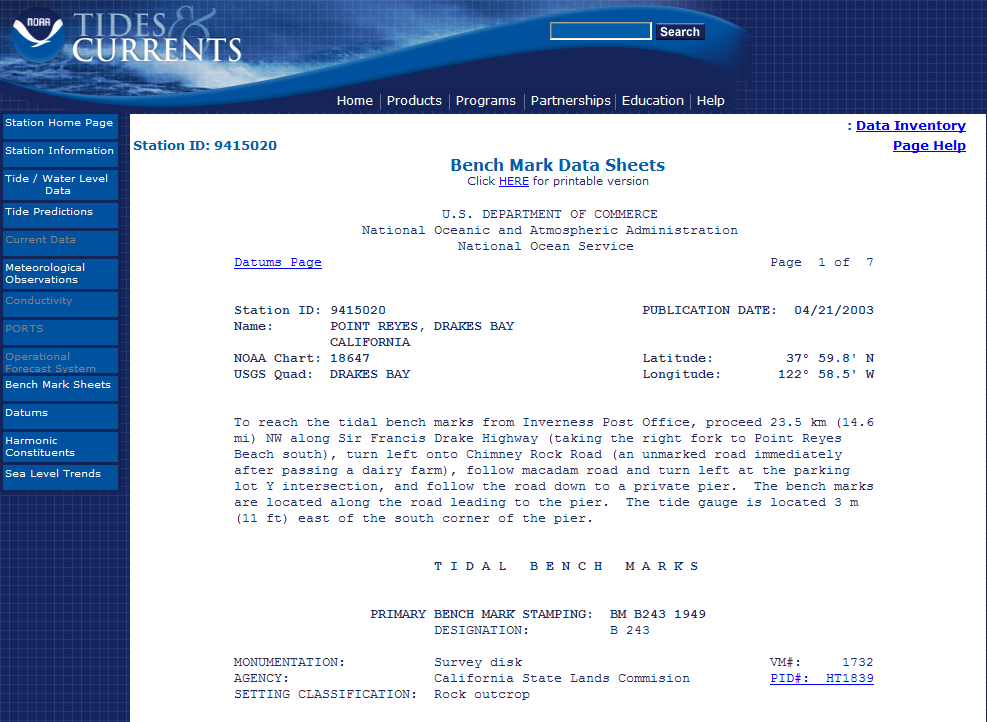 NOAA
TIDES &
CURRENTS
Search
Home | Products | Programs | Partnerships | Education | Help
Station Home Page
Station Information
Tide / Water Level
Data
Tide Predictions
Current Data
Meteorological
Observations
Conductivity
PORTS
Operational
Forecast System
Bench Mark Sheets
Datums
Harmonic
Constituents
Sea Level Trends
: Data Inventory
Station ID: 9415020 Page Help
Bench Mark Data Sheets
Click HERE for printable version
U.S. DEPARTMENT OF COMMERCE
National Oceanic and Atmospheric Administration
National Ocean Service
Datums Page Page 1 of 7
Station ID: 9415020 PUBLICATION DATE: 04/21/2003
Name: POINT REYES, DRAKES BAY
CALIFORNIA
NOAA Chart: 18647 Latitude: 37° 59.8' N
USGS Quad: DRAKES BAY Longitude: 122° 58.5' W
To reach the tidal bench marks from Inverness Post Office, proceed 23.5 km (14.6
mi) NW along Sir Francis Drake Highway (taking the right fork to Point Reyes
Beach south), turn left onto Chimney Rock Road (an unmarked road immediately
after passing a dairy farm), follow macadam road and turn left at the parking
lot Y intersection, and follow the road down to a private pier. The bench marks
are located along the road leading to the pier. The tide gauge is located 3 m
(11 ft) east of the south corner of the pier.
T I D A L B E N C H M A R K S
PRIMARY BENCH MARK STAMPING: BM B243 1949
DESIGNATION: B 243
MONUMENTATION: Survey disk VM#: 1732
AGENCY: California State Lands Commision PID#: HT1839
SETTING CLASSIFICATION: Rock outcrop